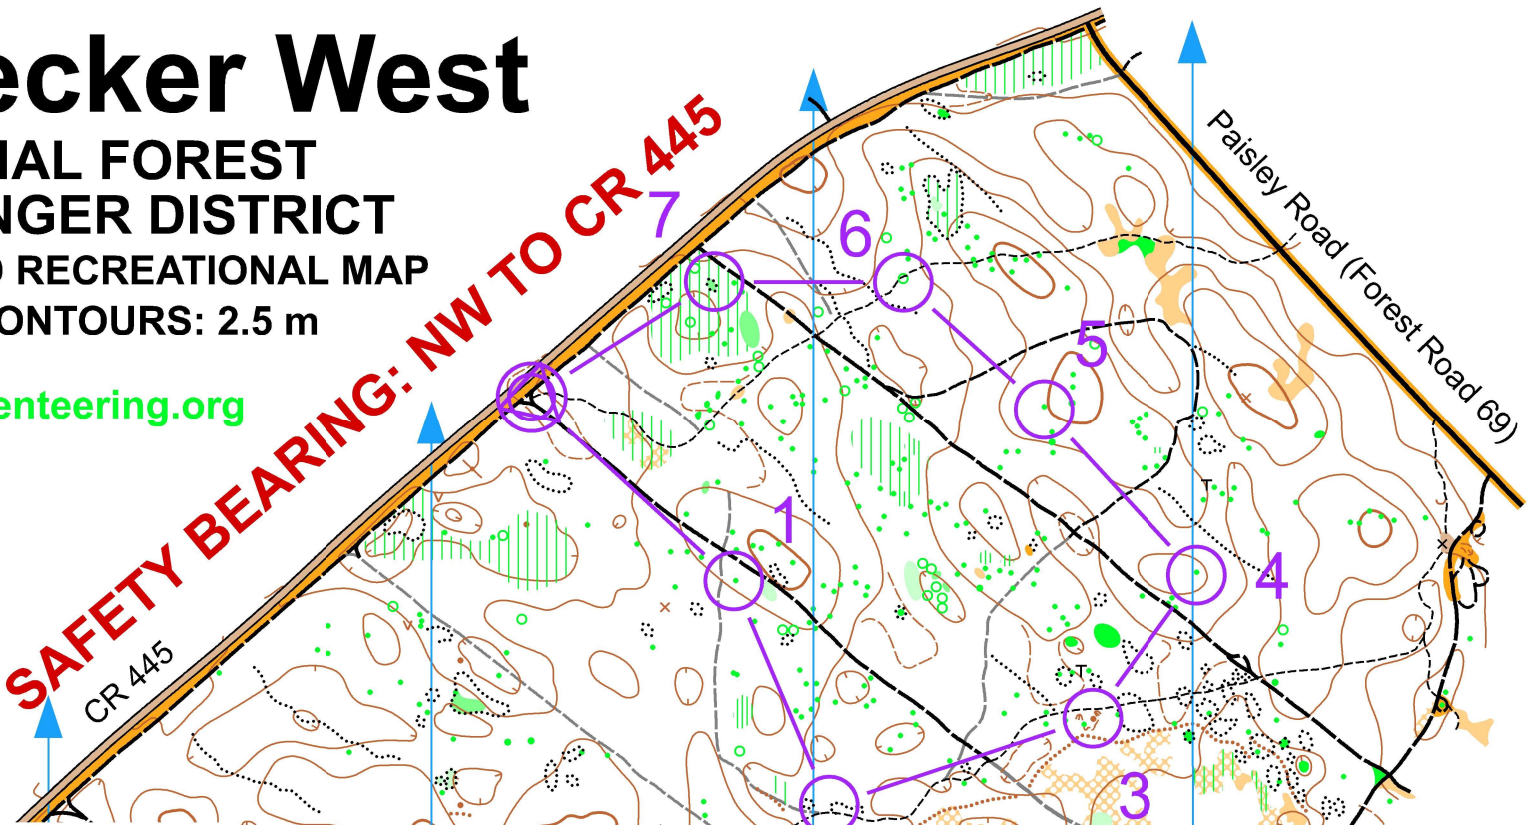 ecker West
NAL FOREST
NGER DISTRICT
RECREATIONAL MAP
ONTOURS: 2.5 m
enteering.org
SAFETY BEARING: NW TO CR 445
CR 445
Paisley Road (Forest Road 69)
7
6
5
1
4
3
T
T